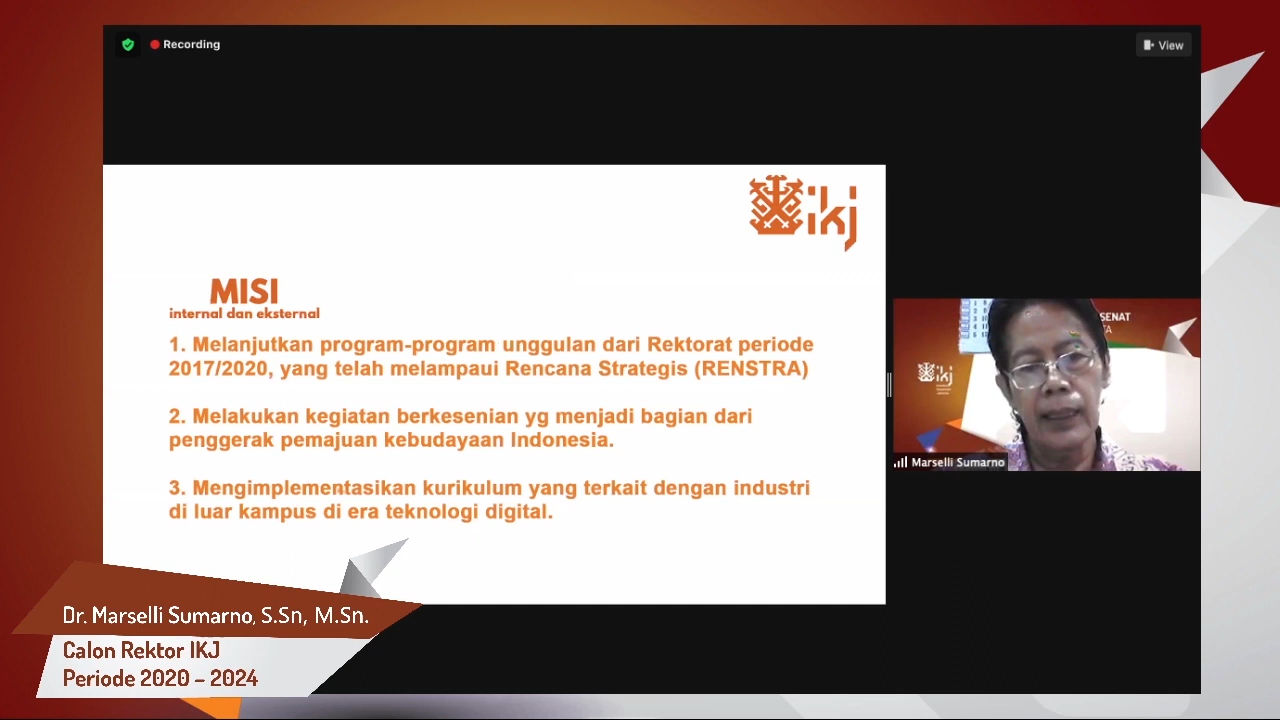 Recording
View
ikj
MISI
internal dan eksternal
1. Melanjutkan program-program unggulan dari Rektorat periode
2017/2020, yang telah melampaui Rencana Strategis (RENSTRA)
2. Melakukan kegiatan berkesenian yg menjadi bagian dari
penggerak pemajuan kebudayaan Indonesia.
3. Mengimplementasikan kurikulum yang terkait dengan industri
di luar kampus di era teknologi digital.
SENAT
TA
ikj
Marselli Sumarno
Dr. Marselli Sumarno, S.Sn, M.Sn.
Calon Rektor IKJ
Periode 2020 – 2024